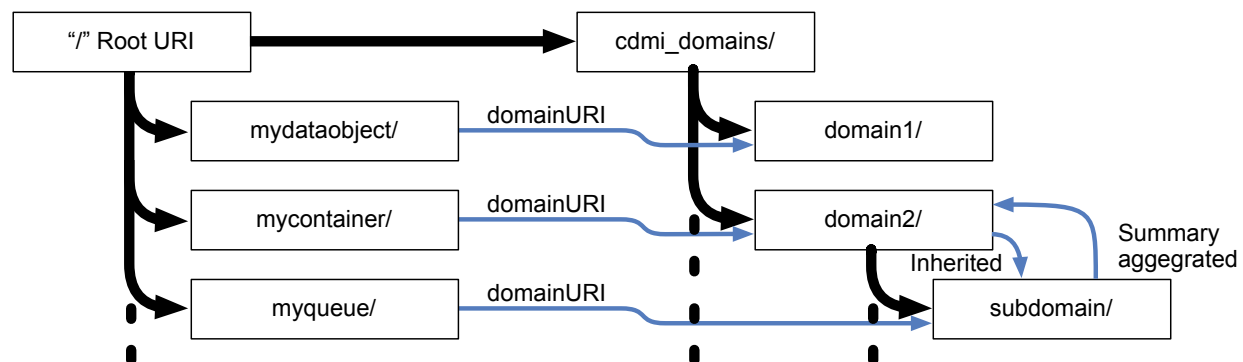 “/” Root URI
cdmi_domains/
mydataobject/
domainURI
domain1/
mycontainer/
domainURI
domain2/
Summary
aggegrated
Inherited
myqueue/
domainURI
subdomain/